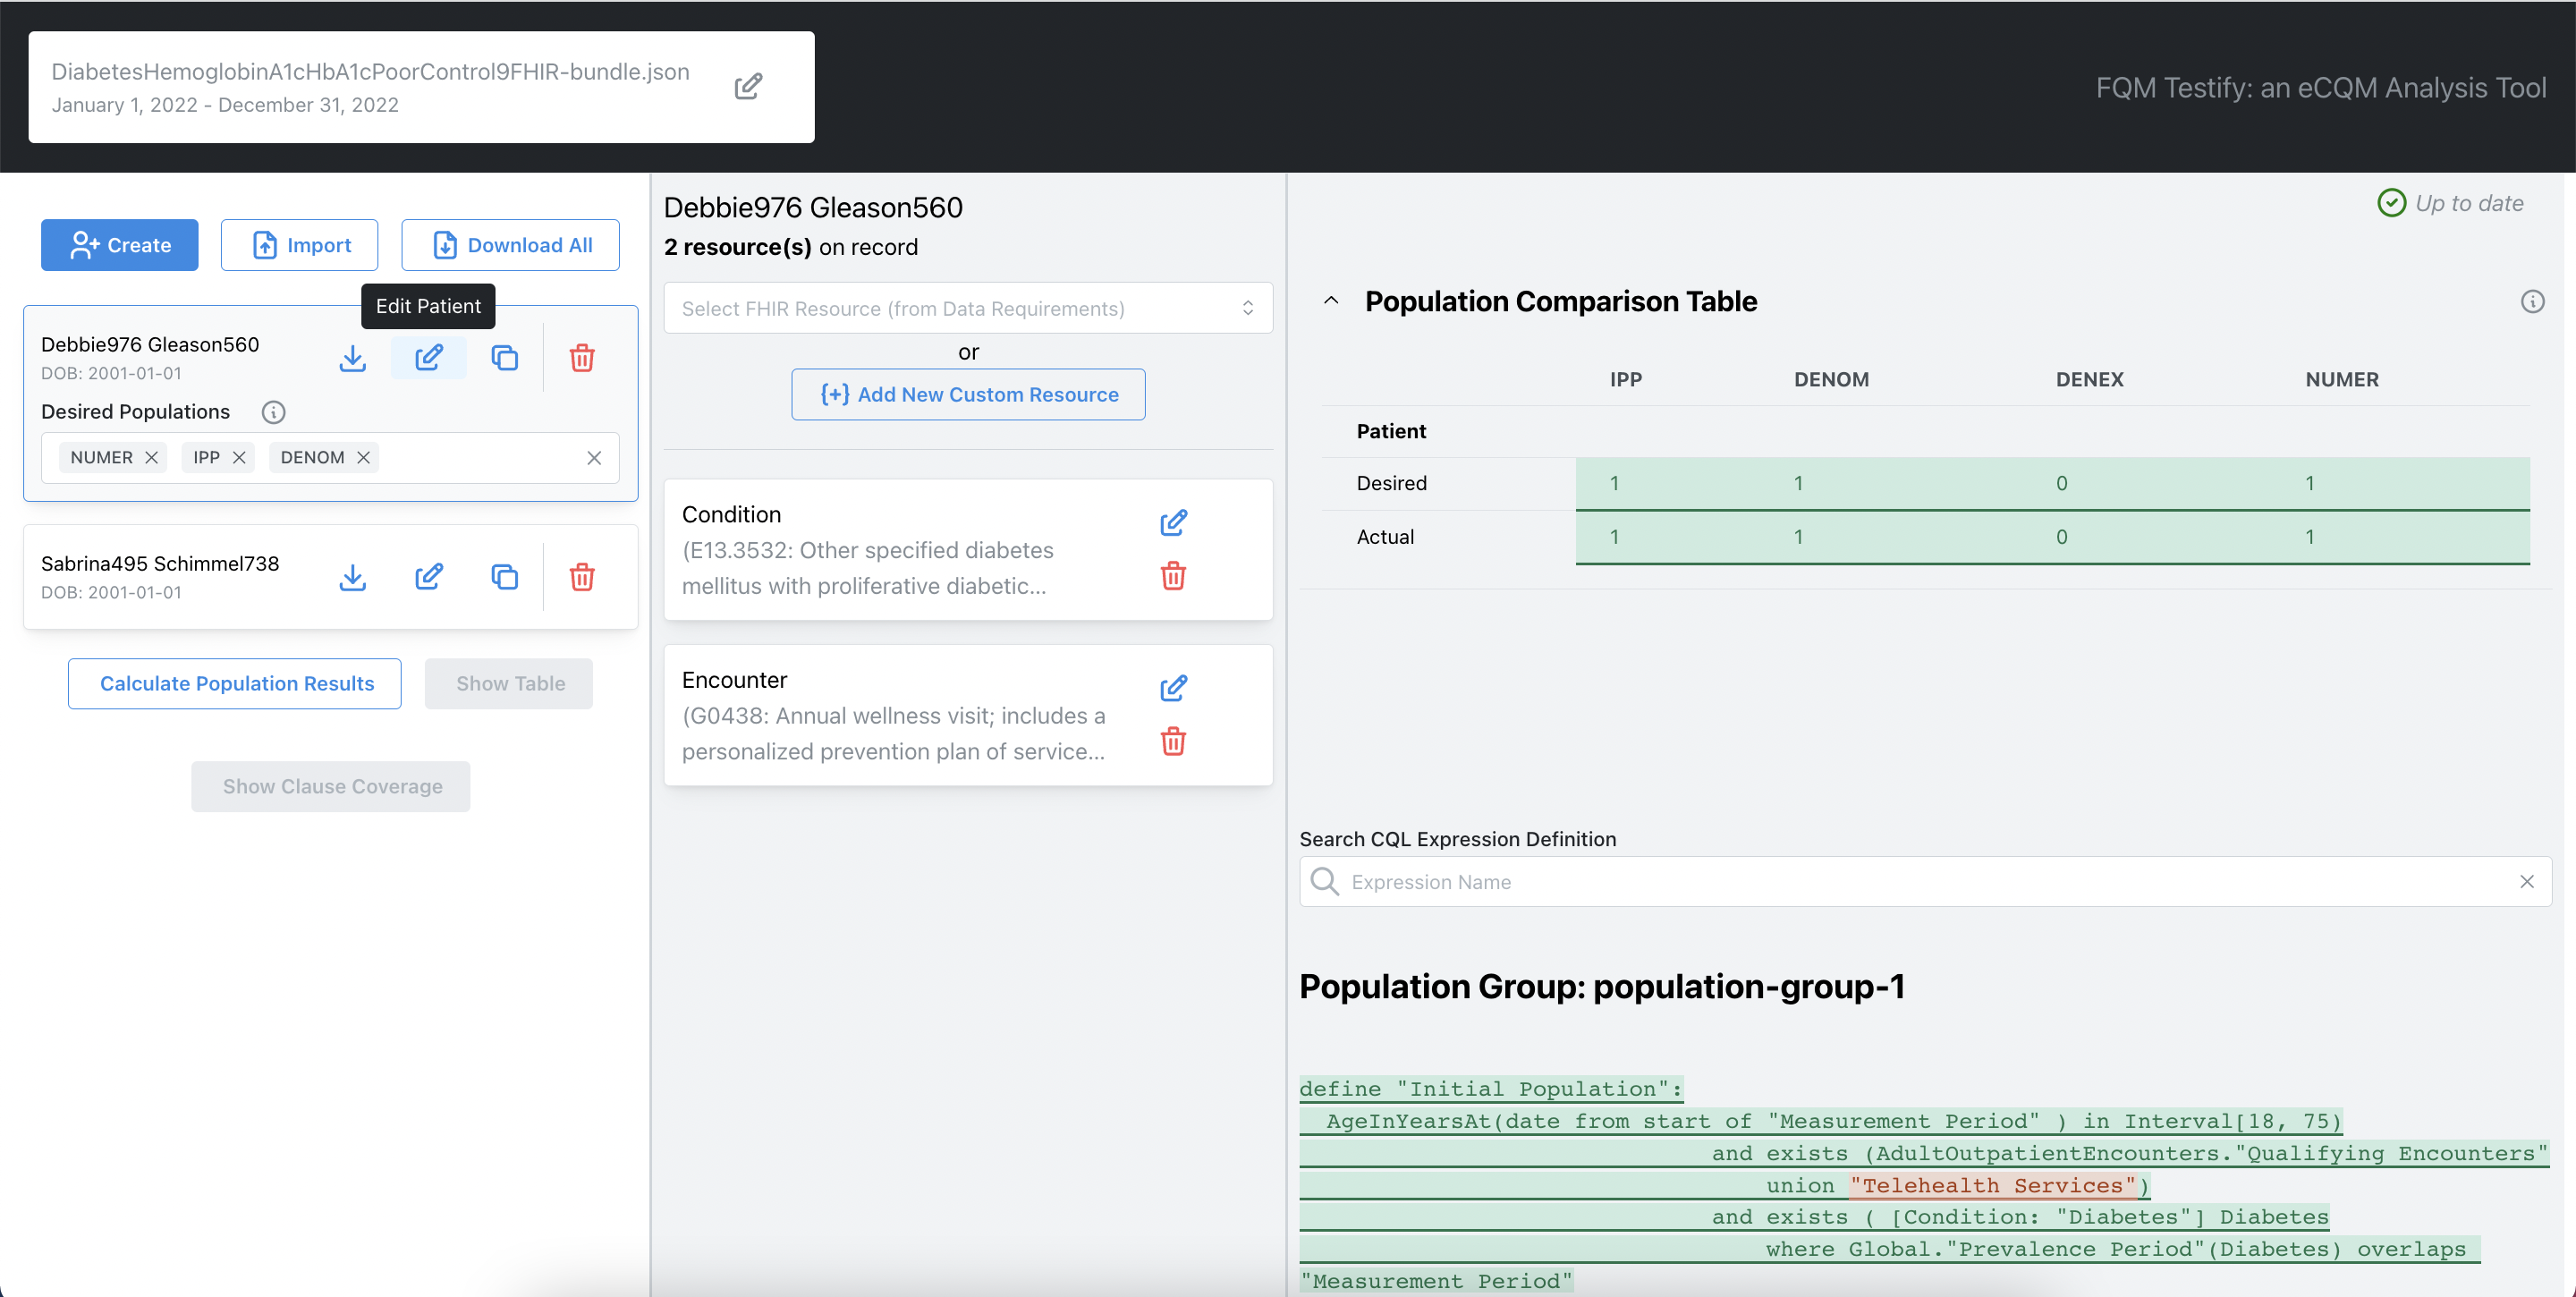 DiabetesHemoglobinA1cHbA1cPoorControl9FHIR-bundle.json
January 1, 2022 - December 31, 2022
FQM Testify: an eCQM Analysis Tool
Create
Import
Download All
Edit Patient
Debbie976 Gleason560
DOB: 2001-01-01
Desired Populations
NUMER
IPP
DENOM
Sabrina495 Schimmel738
DOB: 2001-01-01
Calculate Population Results
Show Table
Show Clause Coverage
Debbie976 Gleason560
2 resource(s) on record
Select FHIR Resource (from Data Requirements)
or
{+} Add New Custom Resource
Condition
(E13.3532: Other specified diabetes
mellitus with proliferative diabetic...
Encounter
(G0438: Annual wellness visit; includes a
personalized prevention plan of service...
Up to date
Population Comparison Table
IPP DENOM DENEX NUMER
Patient
Desired 1 1 0 1
Actual 1 1 0 1
Search CQL Expression Definition
Expression Name
Population Group: population-group-1
define "Initial Population":
AgeInYearsAt(date from start of "Measurement Period" ) in Interval[18, 75)
and exists (AdultOutpatientEncounters."Qualifying Encounters"
union "Telehealth Services")
and exists ( [Condition: "Diabetes"] Diabetes
where Global."Prevalence Period"(Diabetes) overlaps
"Measurement Period"